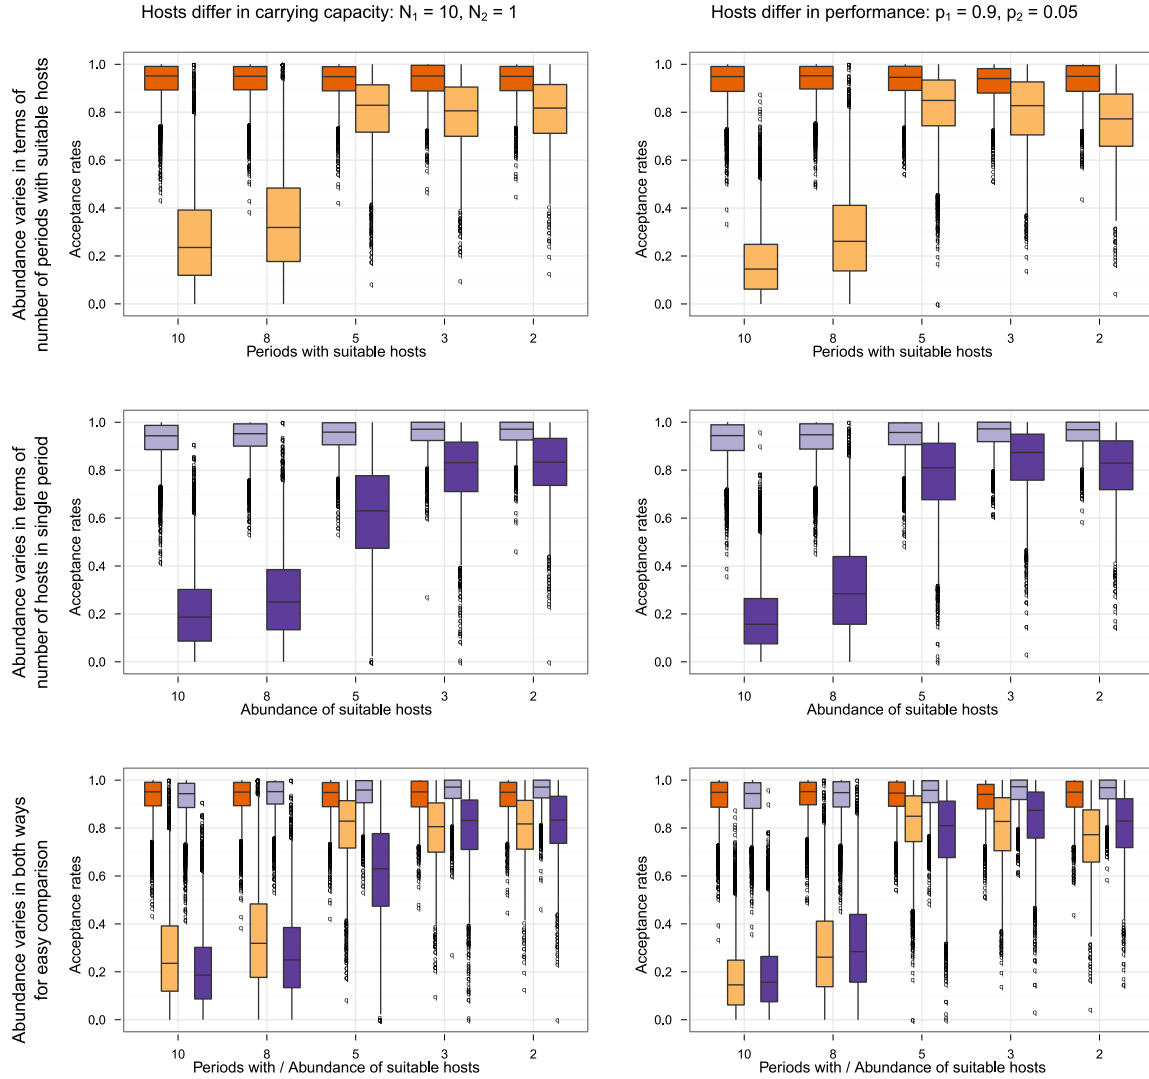 Hosts differ in carrying capacity: N₁ = 10, N₂ = 1
Hosts differ in performance: p₁ = 0.9, p₂ = 0.05
Abundance varies in terms of
number of periods with suitable hosts
Acceptance rates
1.0
0.8
0.6
0.4
0.2
0.0
10 8 5 3 2
Periods with suitable hosts
Acceptance rates
1.0
0.8
0.6
0.4
0.2
0.0
10 8 5 3 2
Periods with suitable hosts
Abundance varies in terms of
number of hosts in single period
Acceptance rates
1.0
0.8
0.6
0.4
0.2
0.0
10 8 5 3 2
Abundance of suitable hosts
Acceptance rates
1.0
0.8
0.6
0.4
0.2
0.0
10 8 5 3 2
Abundance of suitable hosts
Abundance varies in both ways
for easy comparison
Acceptance rates
1.0
0.8
0.6
0.4
0.2
0.0
10 8 5 3 2
Periods with / Abundance of suitable hosts
Acceptance rates
1.0
0.8
0.6
0.4
0.2
0.0
10 8 5 3 2
Periods with / Abundance of suitable hosts